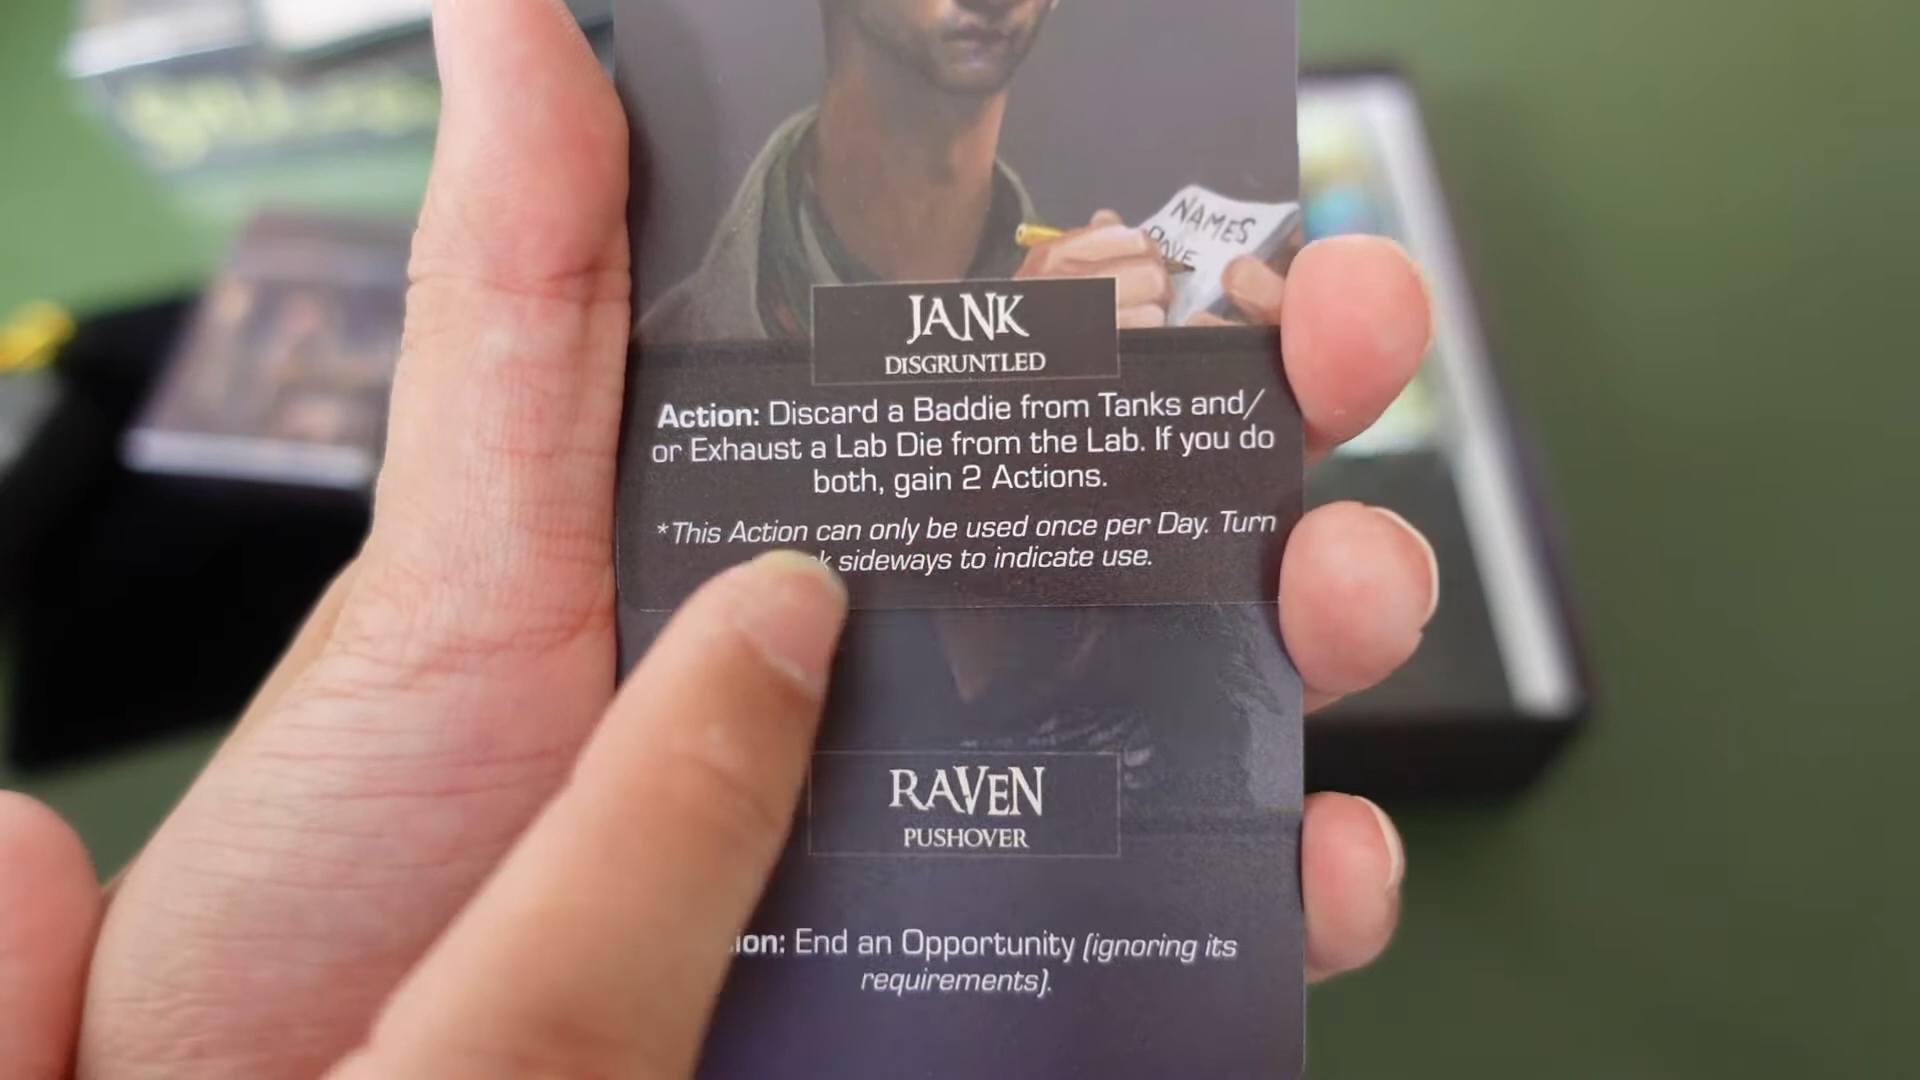 NAMES
DAVE
JANK
DISGRUNTLED
Action: Discard a Baddie from Tanks and/
or Exhaust a Lab Die from the Lab. If you do
both, gain 2 Actions.
*This Action can only be used once per Day. Turn
sideways to indicate use.
RAVEN
PUSHOVER
End an Opportunity (ignoring its
requirements).